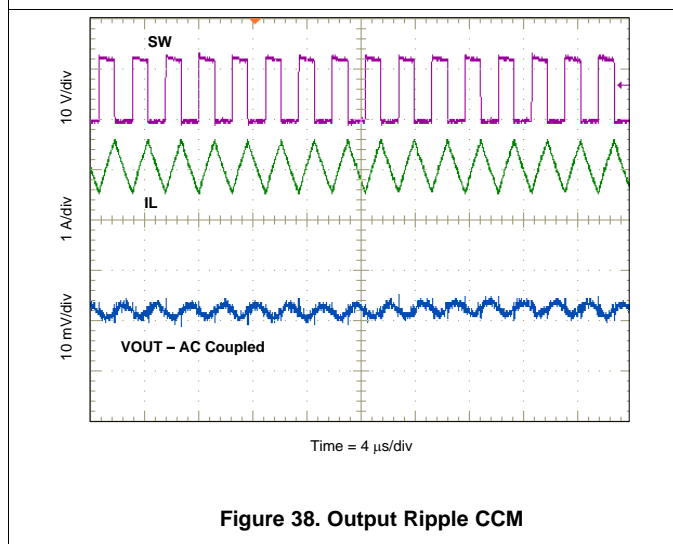 SW
10 V/div
IL
1 A/div
10 mV/div
VOUT – AC Coupled
Time = 4 μs/div
Figure 38. Output Ripple CCM